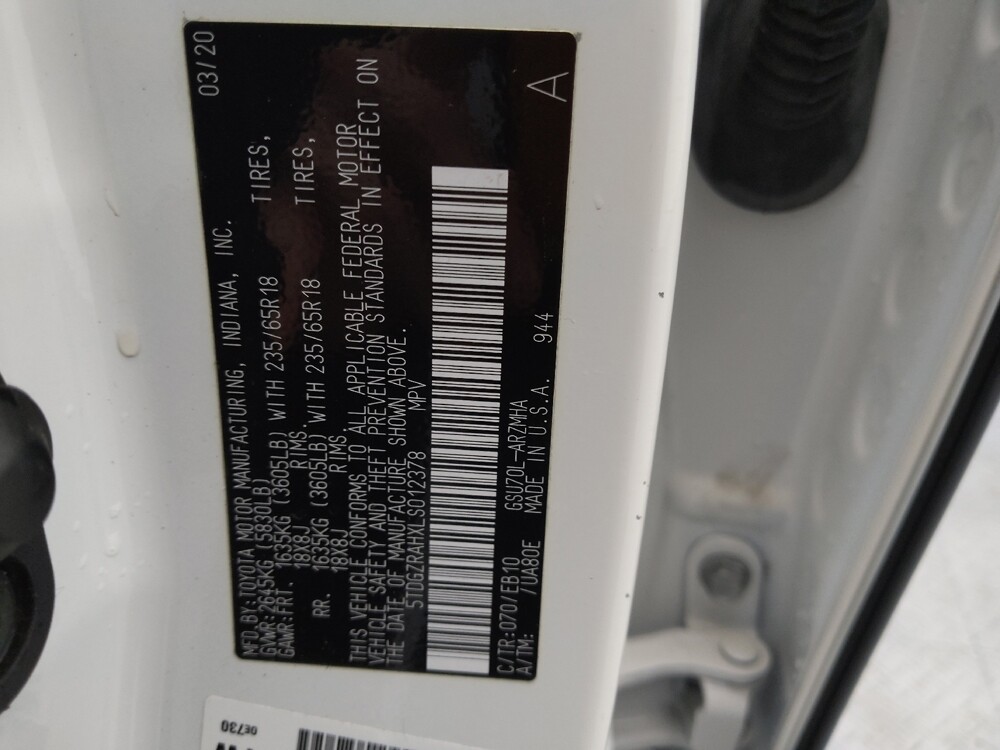 MFD.BY:TOYOTA MOTOR MANUFACTURING, INDIANA, INC. 03/20
GVWR:2645KG (5830LB)
GAWR:FRT. 1635KG (3605LB) WITH 235/65R18 TIRES,
18X8J RIMS.
RR. 1635KG (3605LB) WITH 235/65R18 TIRES,
18X8J RIMS.
THIS VEHICLE CONFORMS TO ALL APPLICABLE FEDERAL MOTOR
VEHICLE SAFETY AND THEFT PREVENTION STANDARDS IN EFFECT ON
THE DATE OF MANUFACTURE SHOWN ABOVE.
5TDGZRAHXLS012378 MPV
C/TR:070/EB10 GSU70L-ARZMHA 944 A
A/TM: /UA80E MADE IN U.S.A.
0E730